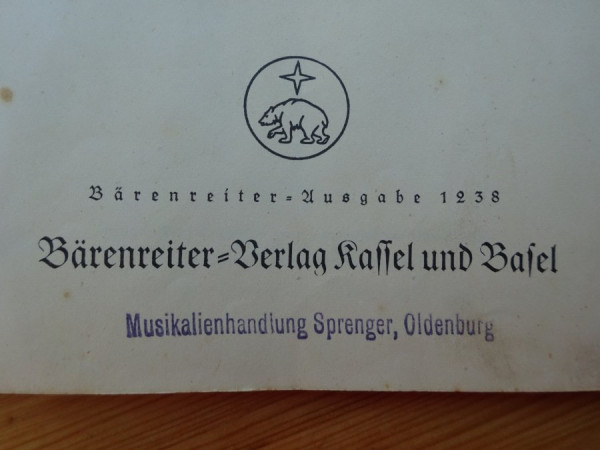 Bärenreiter-Ausgabe 1238
Bärenreiter-Verlag Kassel und Basel
Musikalienhandlung Sprenger, Oldenburg